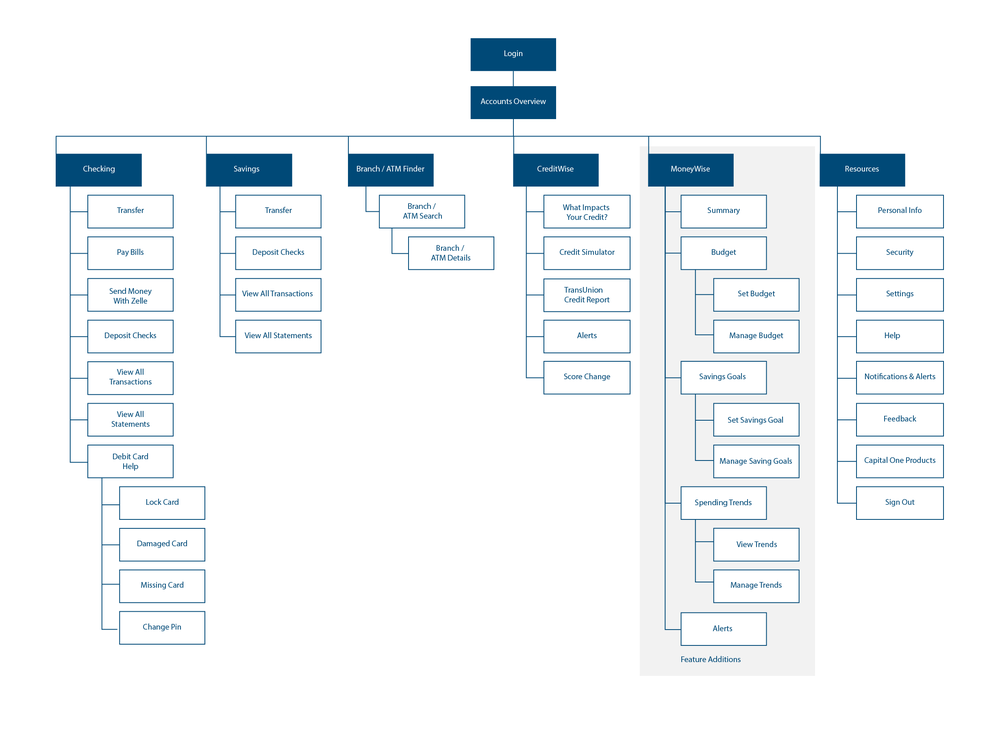 Login
Accounts Overview
Checking
Transfer
Pay Bills
Send Money
With Zelle
Deposit Checks
View All
Transactions
View All
Statements
Debit Card
Help
Lock Card
Damaged Card
Missing Card
Change Pin
Savings
Transfer
Deposit Checks
View All Transactions
View All Statements
Branch / ATM Finder
Branch /
ATM Search
Branch /
ATM Details
CreditWise
What Impacts
Your Credit?
Credit Simulator
TransUnion
Credit Report
Alerts
Score Change
MoneyWise
Summary
Budget
Set Budget
Manage Budget
Savings Goals
Set Savings Goal
Manage Saving Goals
Spending Trends
View Trends
Manage Trends
Alerts
Feature Additions
Resources
Personal Info
Security
Settings
Help
Notifications & Alerts
Feedback
Capital One Products
Sign Out